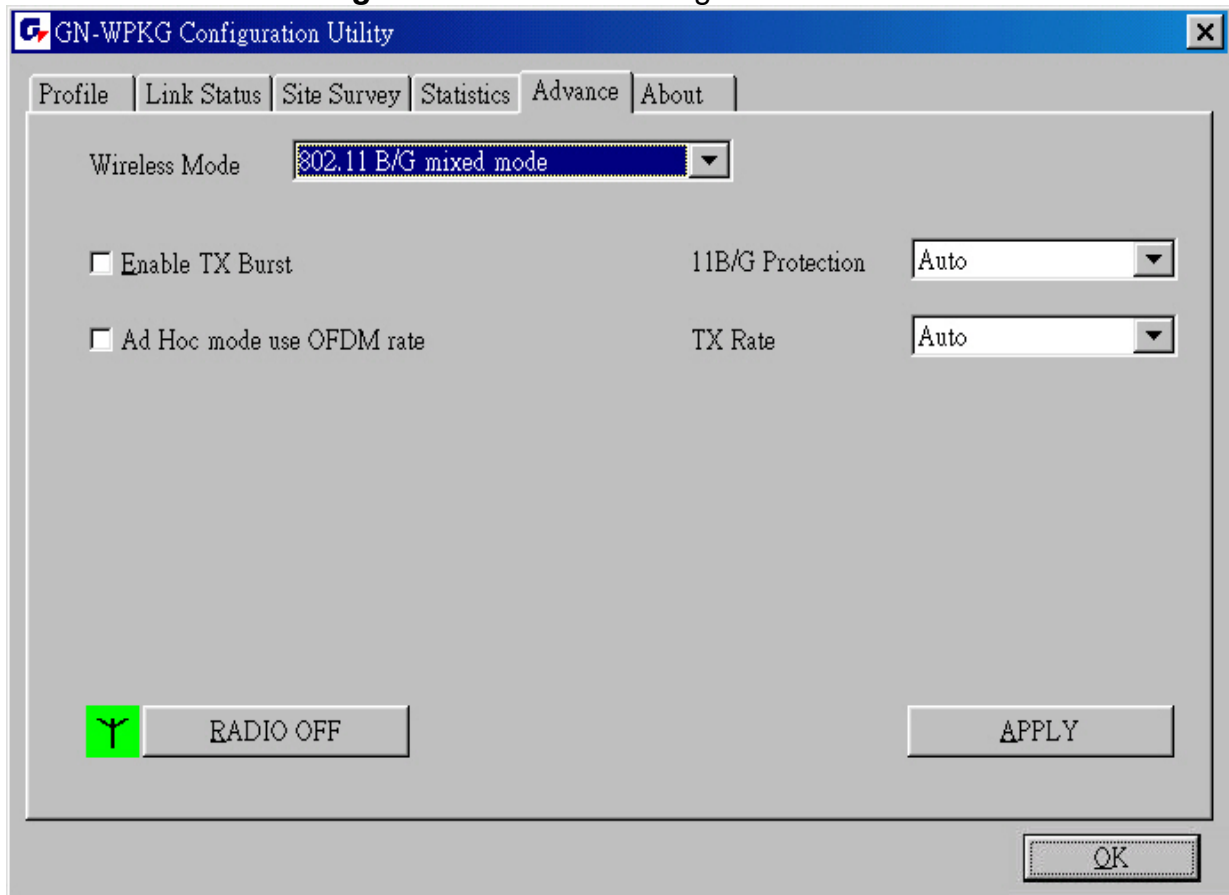 GN-WPKG Configuration Utility
Profile Link Status Site Survey Statistics Advance About
Wireless Mode 802.11 B/G mixed mode
Enable TX Burst 11B/G Protection Auto
Ad Hoc mode use OFDM rate TX Rate Auto
RADIO OFF APPLY
OK